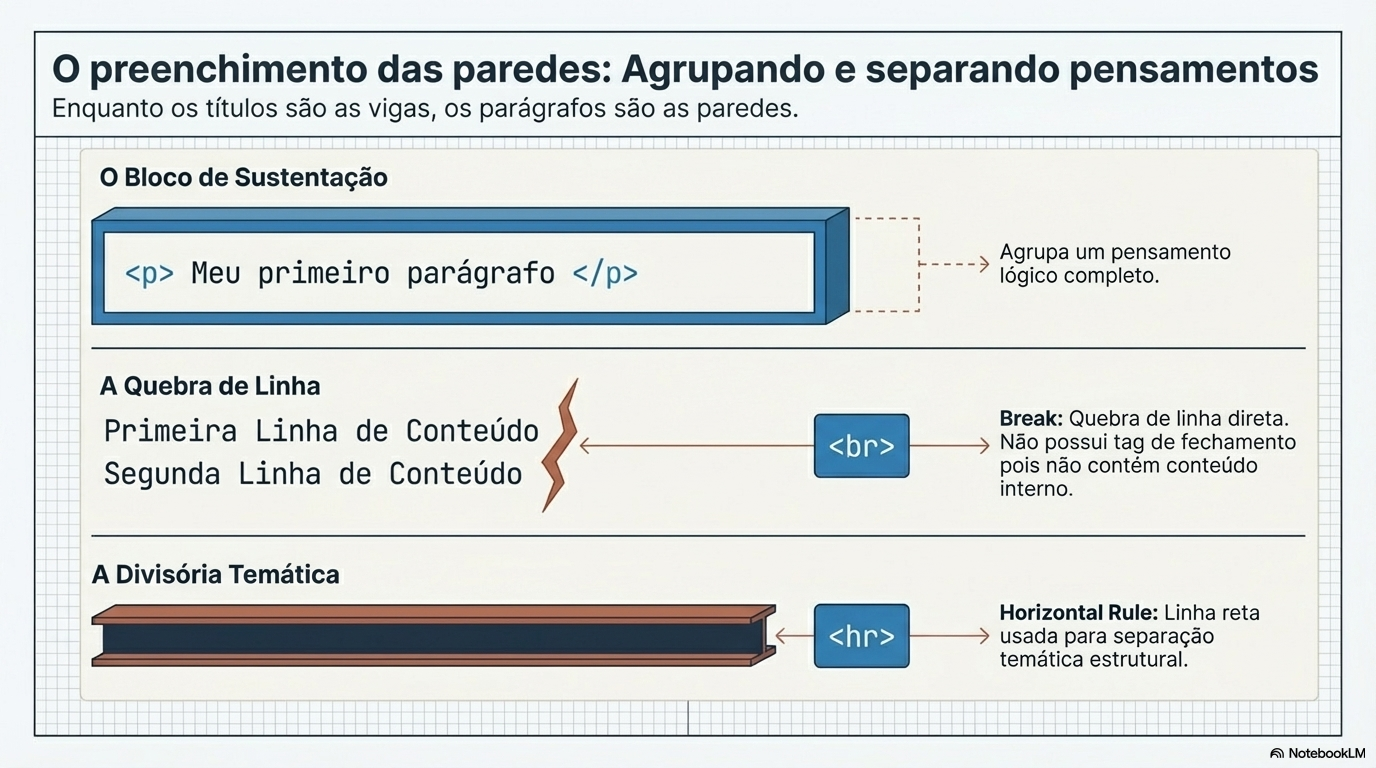 O preenchimento das paredes: Agrupando e separando pensamentos
Enquanto os títulos são as vigas, os parágrafos são as paredes.
O Bloco de Sustentação
<p> Meu primeiro parágrafo </p>
Agrupa um pensamento
lógico completo.
A Quebra de Linha
Primeira Linha de Conteúdo
Segunda Linha de Conteúdo
<br>
Break: Quebra de linha direta.
Não possui tag de fechamento
pois não contém conteúdo
interno.
A Divisória Temática
<hr>
Horizontal Rule: Linha reta
usada para separação
temática estrutural.
NotebookLM